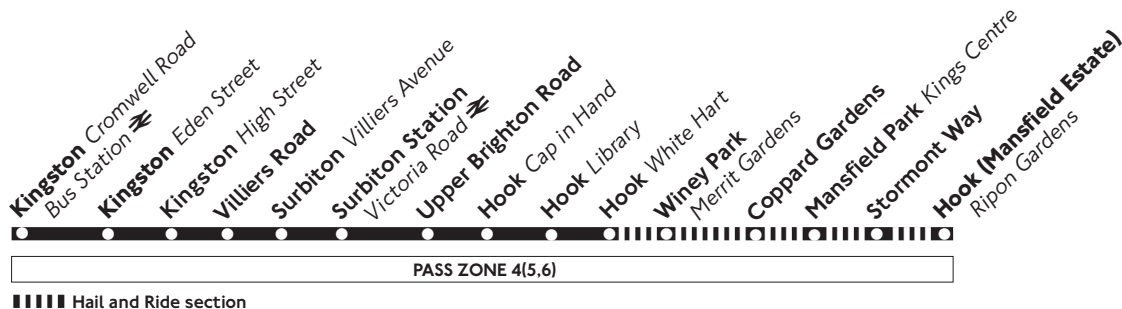 Kingston Cromwell Road
Bus Station
Kingston Eden Street
Kingston High Street
Villiers Road
Surbiton Villiers Avenue
Surbiton Station
Victoria Road
Upper Brighton Road
Hook Cap in Hand
Hook Library
Hook White Hart
Winey Park
Merrit Gardens
Coppard Gardens
Mansfield Park Kings Centre
Stormont Way
Hook (Mansfield Estate)
Ripon Gardens
PASS ZONE 4(5,6)
Hail and Ride section